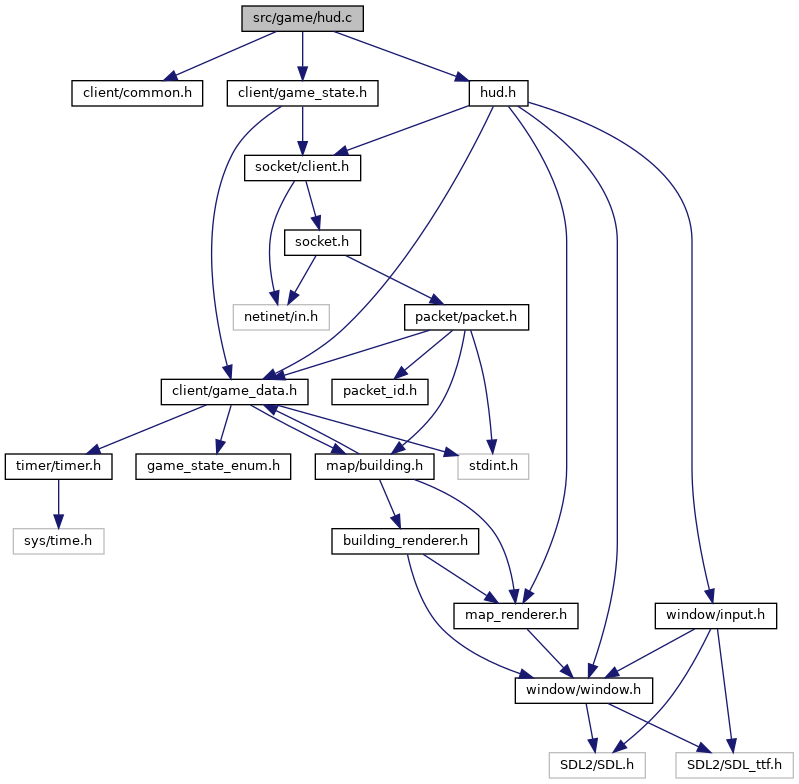 src/game/hud.c
client/common.h
client/game_state.h
hud.h
socket/client.h
socket.h
netinet/in.h
packet/packet.h
client/game_data.h
packet_id.h
timer/timer.h
game_state_enum.h
map/building.h
stdint.h
sys/time.h
building_renderer.h
map_renderer.h
window/input.h
window/window.h
SDL2/SDL.h
SDL2/SDL_ttf.h